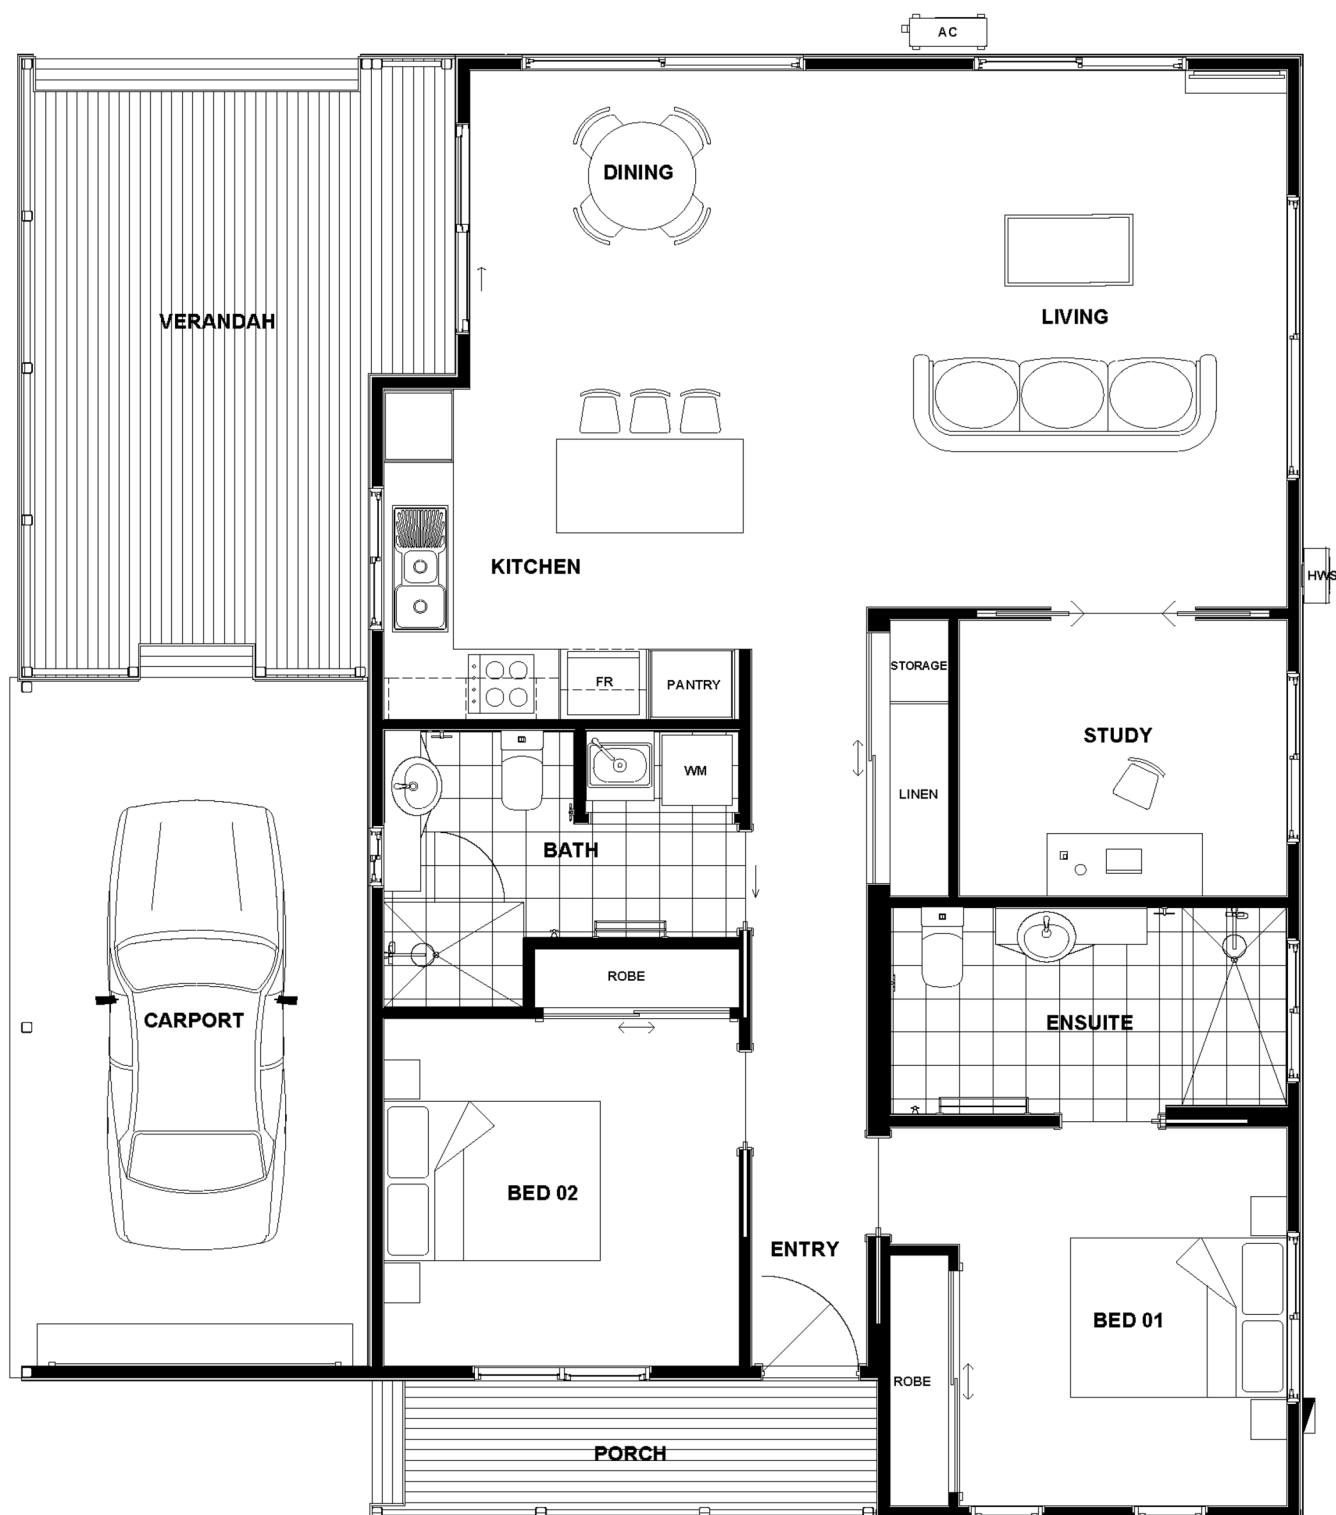 AC
DINING
VERANDAH
LIVING
KITCHEN
HWS
STORAGE
FR
PANTRY
STUDY
WM
LINEN
BATH
ROBE
CARPORT
ENSUITE
BED 02
ENTRY
BED 01
ROBE
PORCH